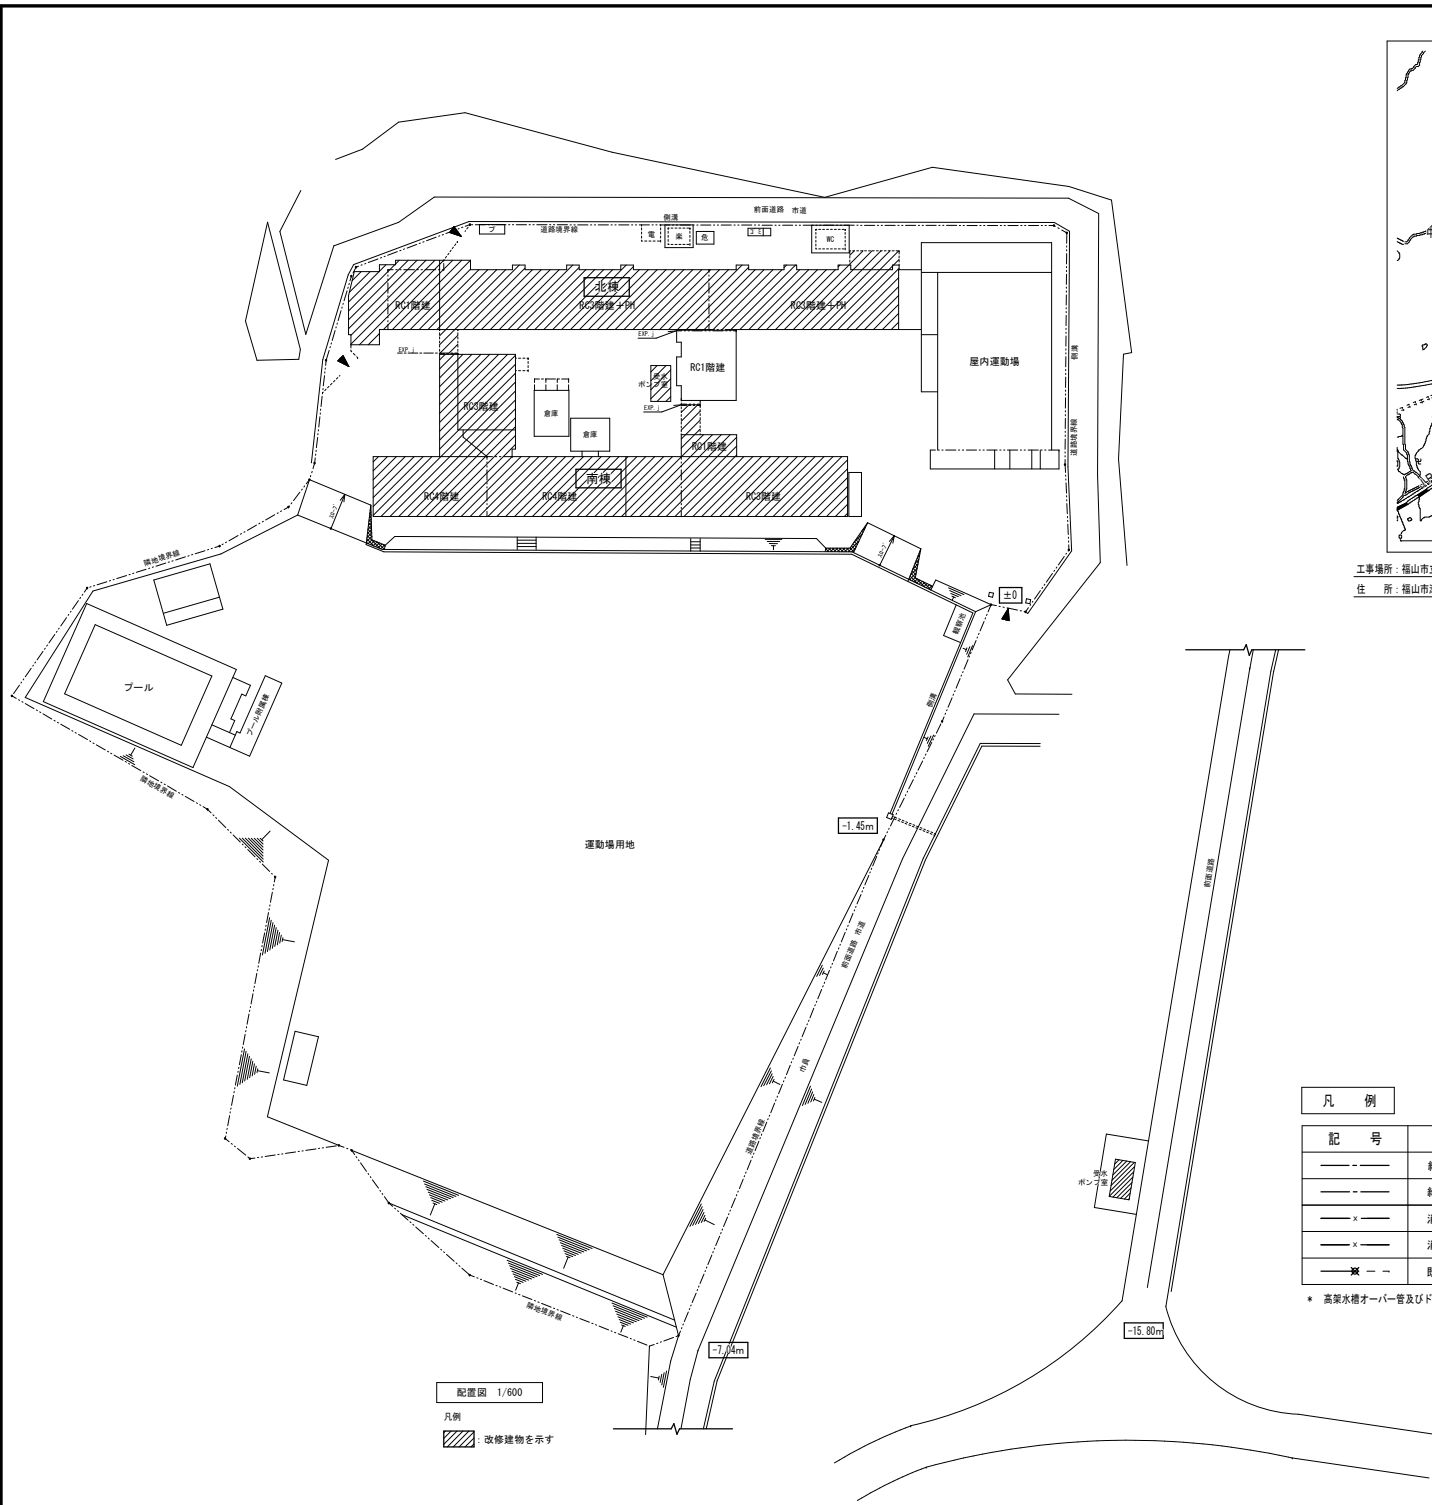 前面道路 市道
側溝
道路境界線
プ
電
楽
危
WC
北棟
RC1階建
RC3階建+PH
RC3階建+PH
EXP.j
EXP.j
屋内運動場
側溝
RC1階建
受水
ポンプ室
RC3階建
倉庫
EXP.j
倉庫
道路境界線
RC1階建
南棟
RC4階建
RC4階建
RC3階建
隣地境界線
工事場所：福山市立
住 所：福山市
±0
観察池
プール
プール附属棟
側溝
隣地境界線
-1.45m
運動場用地
前面道路
前面道路 市道
市員
道路境界線
凡 例
記 号
受水
ポンプ室
* 高架水槽オーバー管及びド
隣地境界線
-15.80m
-7.04m
配置図 1/600
凡例
：改修建物を示す